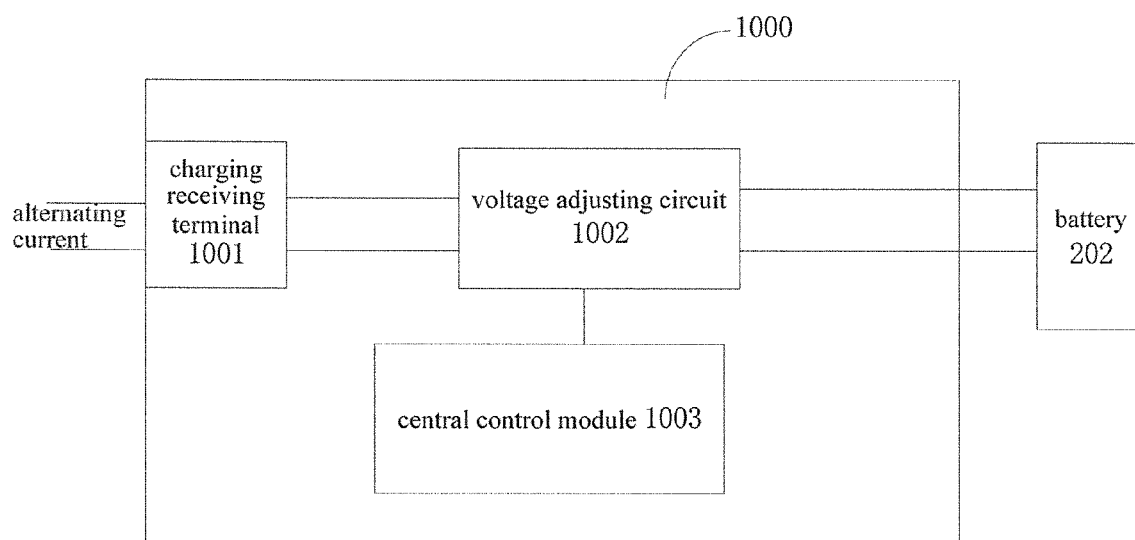 1000
charging
receiving
terminal
1001
alternating
current
voltage adjusting circuit
1002
battery
202
central control module 1003